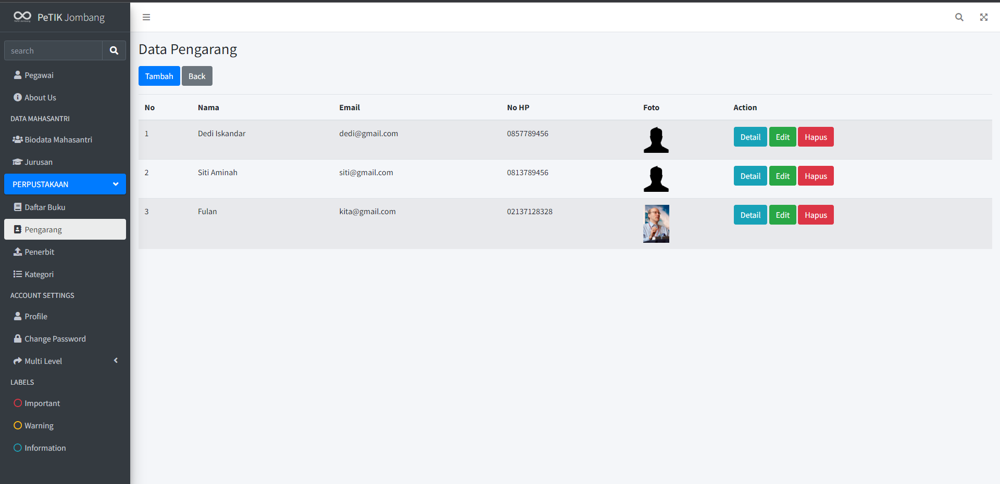 PeTIK Jombang
search
Pegawai
About Us
DATA MAHASANTRI
Biodata Mahasantri
Jurusan
PERPUSTAKAAN
Daftar Buku
Pengarang
Penerbit
Kategori
ACCOUNT SETTINGS
Profile
Change Password
Multi Level
LABELS
Important
Warning
Information
Data Pengarang
Tambah Back
No Nama Email No HP Foto Action
1 Dedi Iskandar dedi@gmail.com 0857789456 Detail Edit Hapus
2 Siti Aminah siti@gmail.com 0813789456 Detail Edit Hapus
3 Fulan kita@gmail.com 02137128328 Detail Edit Hapus